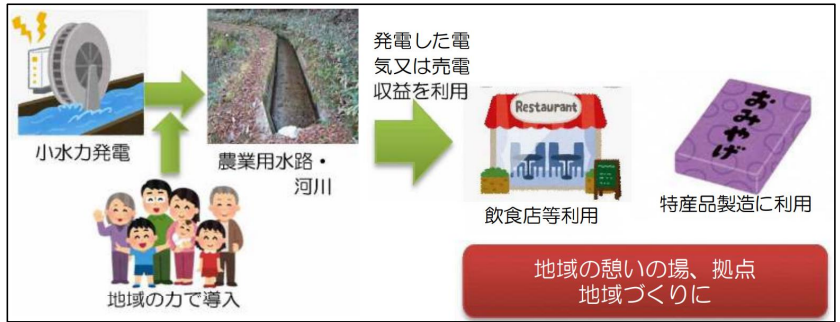 小水力発電
農業用水路・
河川
地域の力で導入
発電した電
気又は売電
収益を利用
Restaurant
飲食店等利用
おみやげ
特産品製造に利用
地域の憩いの場、拠点
地域づくりに